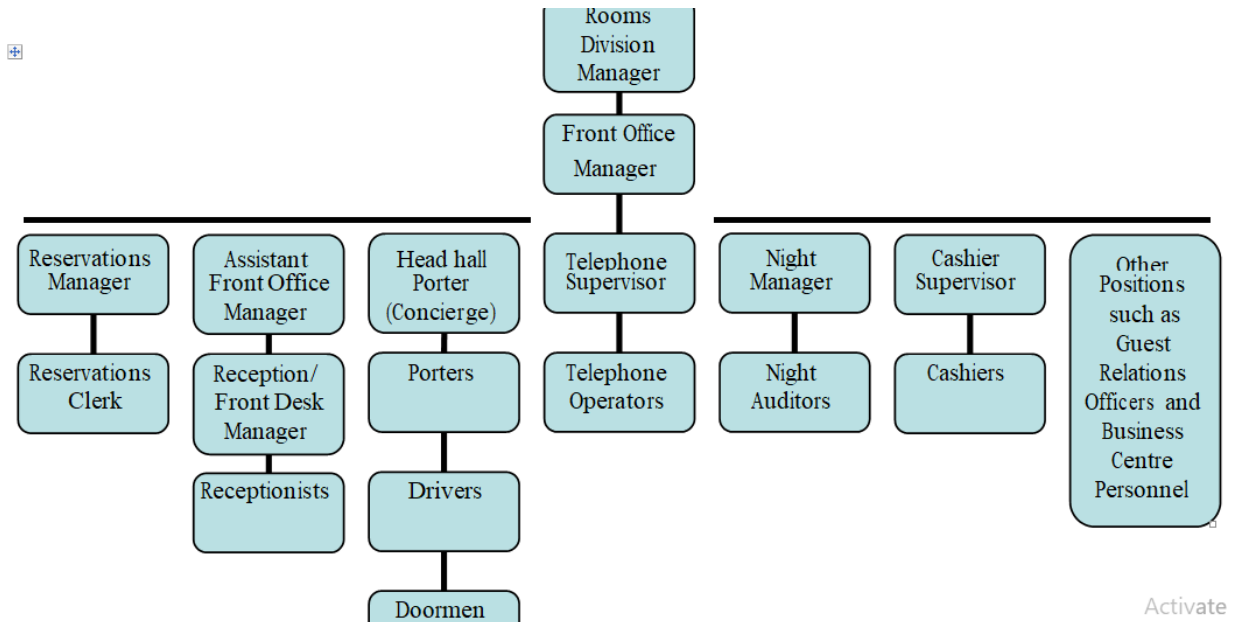 Rooms
Division
Manager
Front Office
Manager
Reservations
Manager
Assistant
Front Office
Manager
Head hall
Porter
(Concierge)
Telephone
Supervisor
Night
Manager
Cashier
Supervisor
Other
Positions
such as
Guest
Relations
Officers and
Business
Centre
Personnel
Reservations
Clerk
Reception/
Front Desk
Manager
Porters
Telephone
Operators
Night
Auditors
Cashiers
Receptionists
Drivers
Doormen
Activate